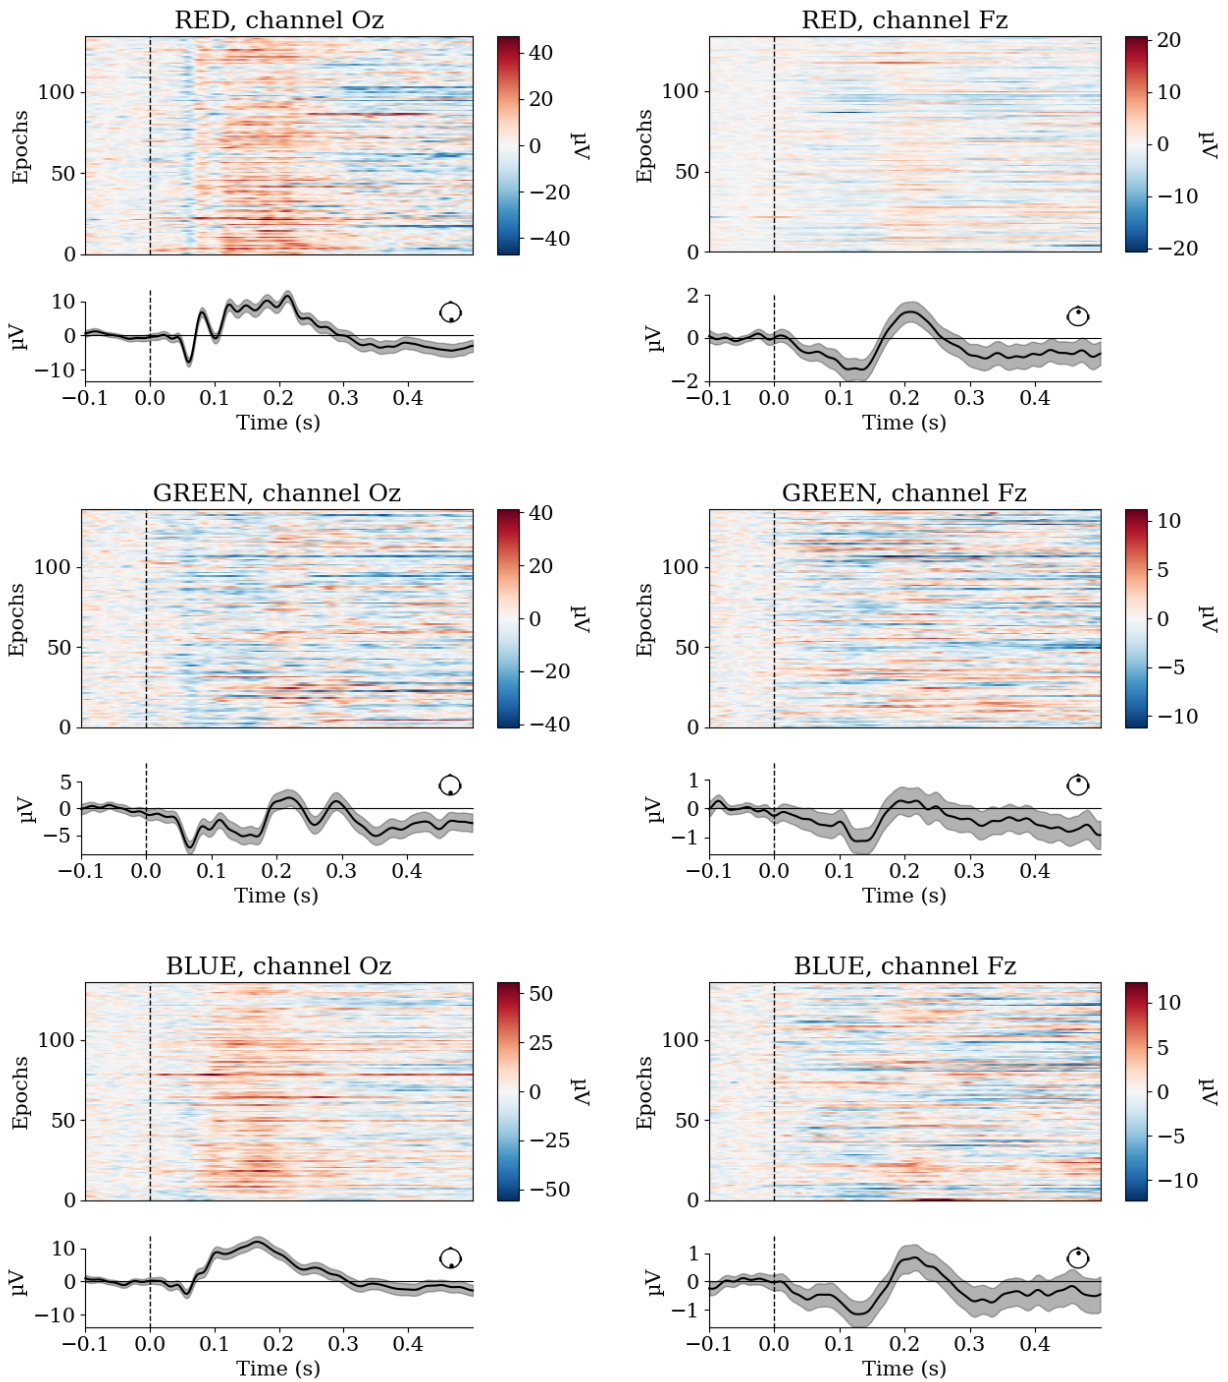 RED, channel Oz
Epochs
100
50
0
40
20
0
−20
−40
µV
µV
10
0
−10
−0.1 0.0 0.1 0.2 0.3 0.4
Time (s)
RED, channel Fz
Epochs
100
50
0
20
10
0
−10
−20
µV
µV
2
0
−2
−0.1 0.0 0.1 0.2 0.3 0.4
Time (s)
GREEN, channel Oz
Epochs
100
50
0
40
20
0
−20
−40
µV
µV
5
0
−5
−0.1 0.0 0.1 0.2 0.3 0.4
Time (s)
GREEN, channel Fz
Epochs
100
50
0
10
5
0
−5
−10
µV
µV
1
0
−1
−0.1 0.0 0.1 0.2 0.3 0.4
Time (s)
BLUE, channel Oz
Epochs
100
50
0
50
25
0
−25
−50
µV
µV
10
0
−10
−0.1 0.0 0.1 0.2 0.3 0.4
Time (s)
BLUE, channel Fz
Epochs
100
50
0
10
5
0
−5
−10
µV
µV
1
0
−1
−0.1 0.0 0.1 0.2 0.3 0.4
Time (s)